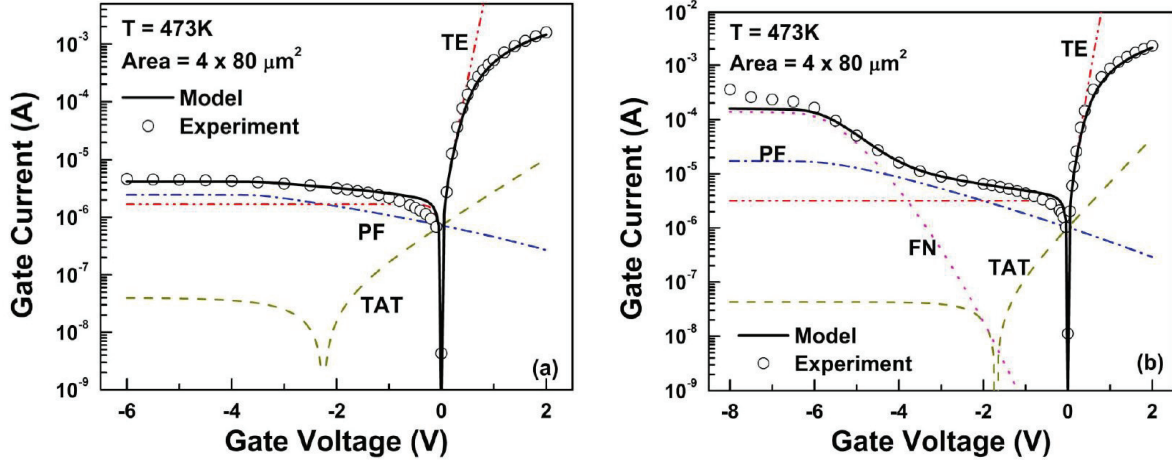 T = 473K
Area = 4 x 80 μm²
Model
Experiment
TE
PF
TAT
(a)
10⁻³
10⁻⁴
10⁻⁵
10⁻⁶
10⁻⁷
10⁻⁸
10⁻⁹
-6
-4
-2
0
2
Gate Current (A)
Gate Voltage (V)
T = 473K
Area = 4 x 80 μm²
TE
PF
FN
TAT
Model
Experiment
(b)
10⁻²
10⁻³
10⁻⁴
10⁻⁵
10⁻⁶
10⁻⁷
10⁻⁸
10⁻⁹
-8
-6
-4
-2
0
2
Gate Current (A)
Gate Voltage (V)